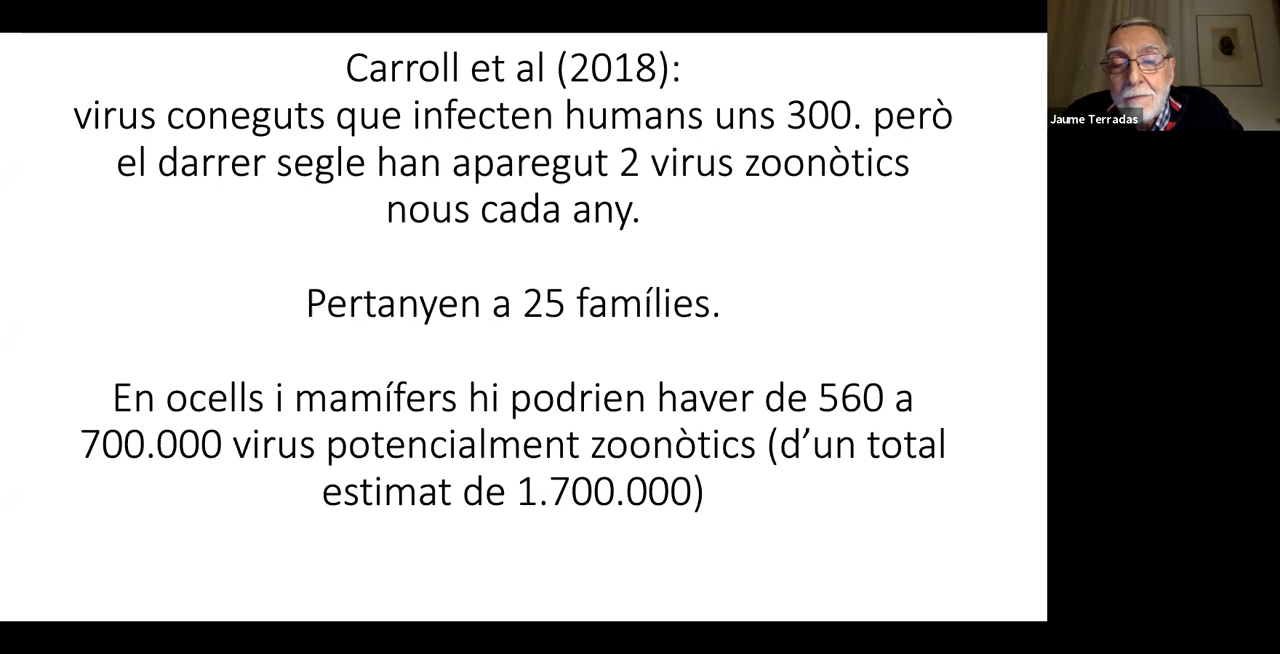 Carroll et al (2018):
virus coneguts que infecten humans uns 300. però
el darrer segle han aparegut 2 virus zoonòtics
nous cada any.
Pertanyen a 25 famílies.
En ocells i mamífers hi podrien haver de 560 a
700.000 virus potencialment zoonòtics (d’un total
estimat de 1.700.000)
Jaume Terradas